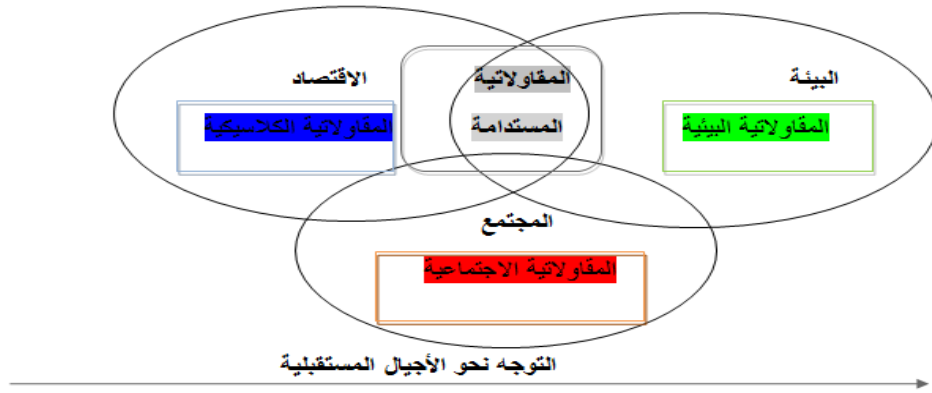 البيئة
المقاولاتية
الاقتصاد
المقاولاتية البيئية
المستدامة
المقاولاتية الكلاسيكية
المجتمع
المقاولاتية الاجتماعية
التوجه نحو الأجيال المستقبلية